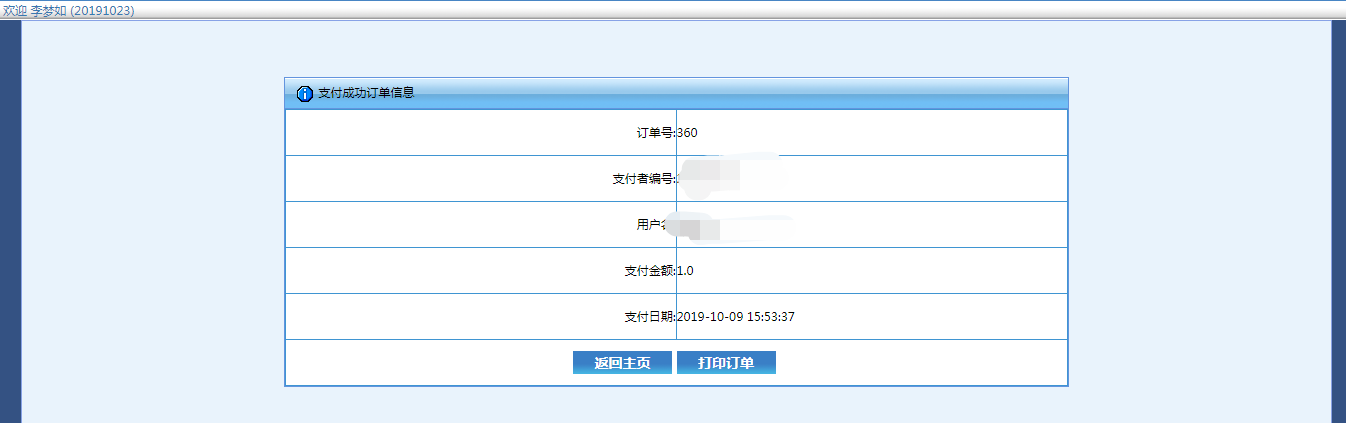 欢迎 李梦如 (20191023)
支付成功订单信息
订单号:360
支付者编号:
用户
支付金额:1.0
支付日期:2019-10-09 15:53:37
返回主页 打印订单